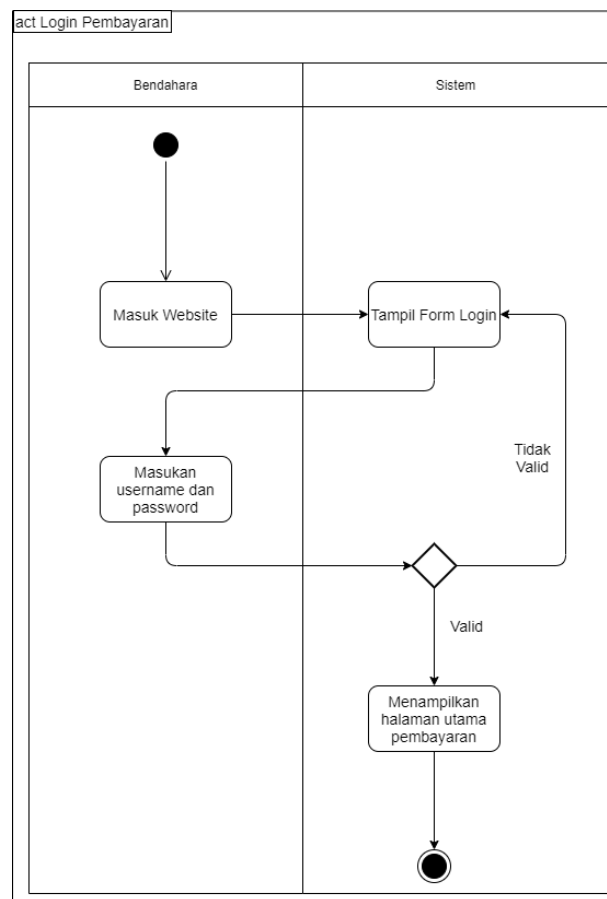 act Login Pembayaran
Bendahara
Sistem
Masuk Website
Tampil Form Login
Masukan
username dan
password
Tidak
Valid
Valid
Menampilkan
halaman utama
pembayaran